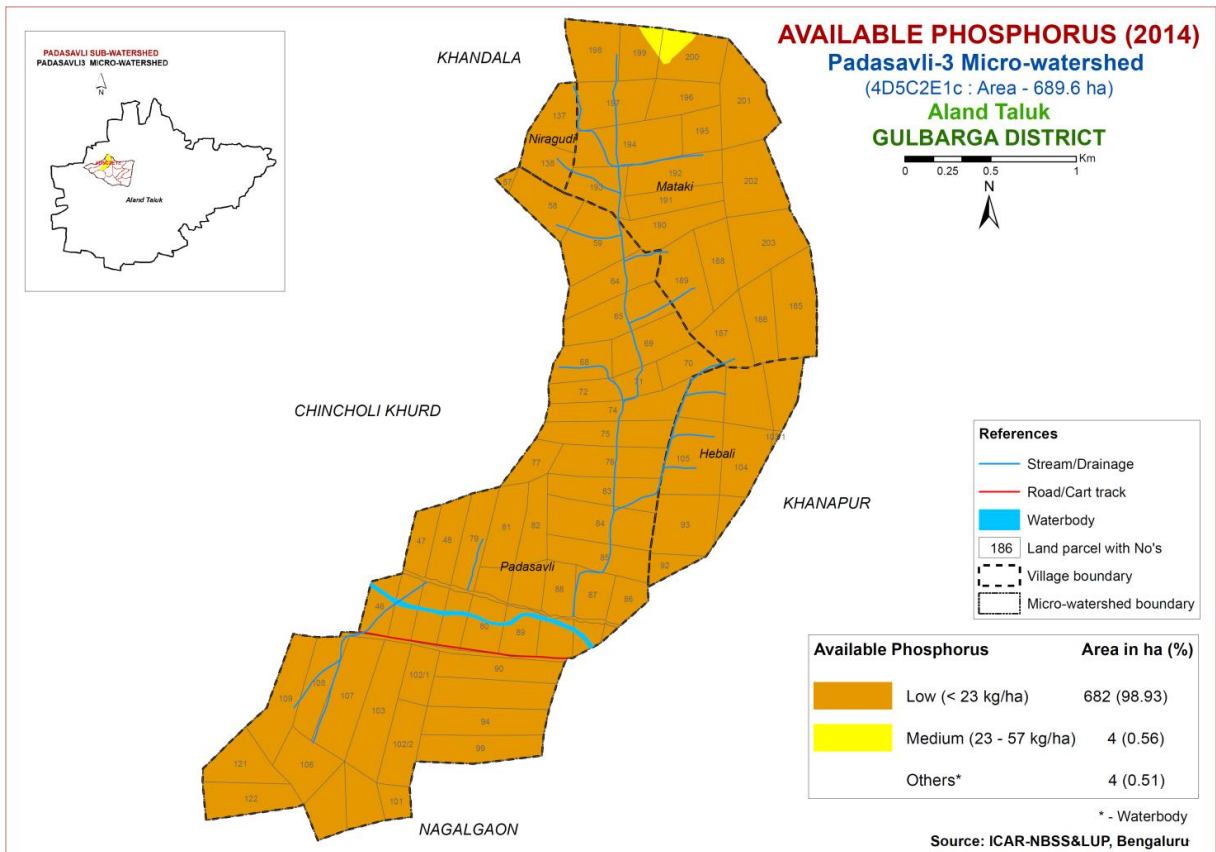 PADASAVLI SUB-WATERSHED
PADASAVLI3 MICRO-WATERSHED
N
Aland Taluk
AVAILABLE PHOSPHORUS (2014)
Padasavli-3 Micro-watershed
(4D5C2E1c : Area - 689.6 ha)
Aland Taluk
GULBARGA DISTRICT
Km
0 0.25 0.5 1
N
KHANDALA
198
199
200
137
197
196
201
Niragudi
194
195
138
192
202
57
193
Mataki
58
191
190
59
203
188
64
189
185
65
186
187
69
68
70
71
72
CHINCHOLI KHURD
74
75
Hebali
77
78
105
104
83
KHANAPUR
81
82
84
93
47
48
79
85
Padasavli
92
88
87
86
46
80
89
90
102/1
108
107
109
103
94
102/2
99
121
106
122
101
NAGALGAON
References
Stream/Drainage
Road/Cart track
Waterbody
186 Land parcel with No's
Village boundary
Micro-watershed boundary
Available Phosphorus Area in ha (%)
Low (< 23 kg/ha) 682 (98.93)
Medium (23 - 57 kg/ha) 4 (0.56)
Others* 4 (0.51)
* - Waterbody
Source: ICAR-NBSS&LUP, Bengaluru